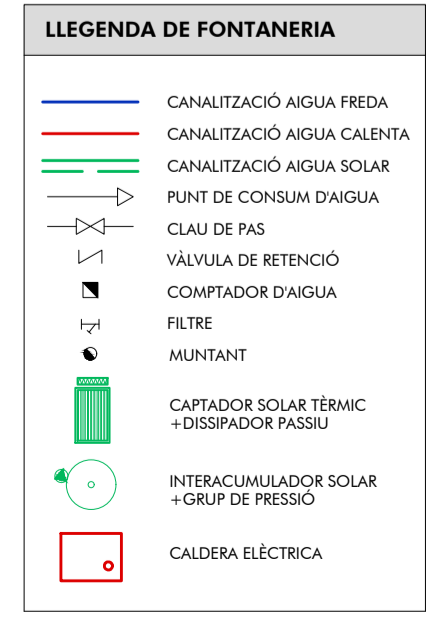 LLEGENDA DE FONTANERIA
CANALITZACIÓ AIGUA FREDA
CANALITZACIÓ AIGUA CALENTA
CANALITZACIÓ AIGUA SOLAR
PUNT DE CONSUM D'AIGUA
CLAU DE PAS
VÀLVULA DE RETENCIÓ
COMPTADOR D'AIGUA
FILTRE
MUNTANT
CAPTADOR SOLAR TÈRMIC
+DISSIPADOR PASSIU
INTERACUMULADOR SOLAR
+GRUP DE PRESSIÓ
CALDERA ELÈCTRICA